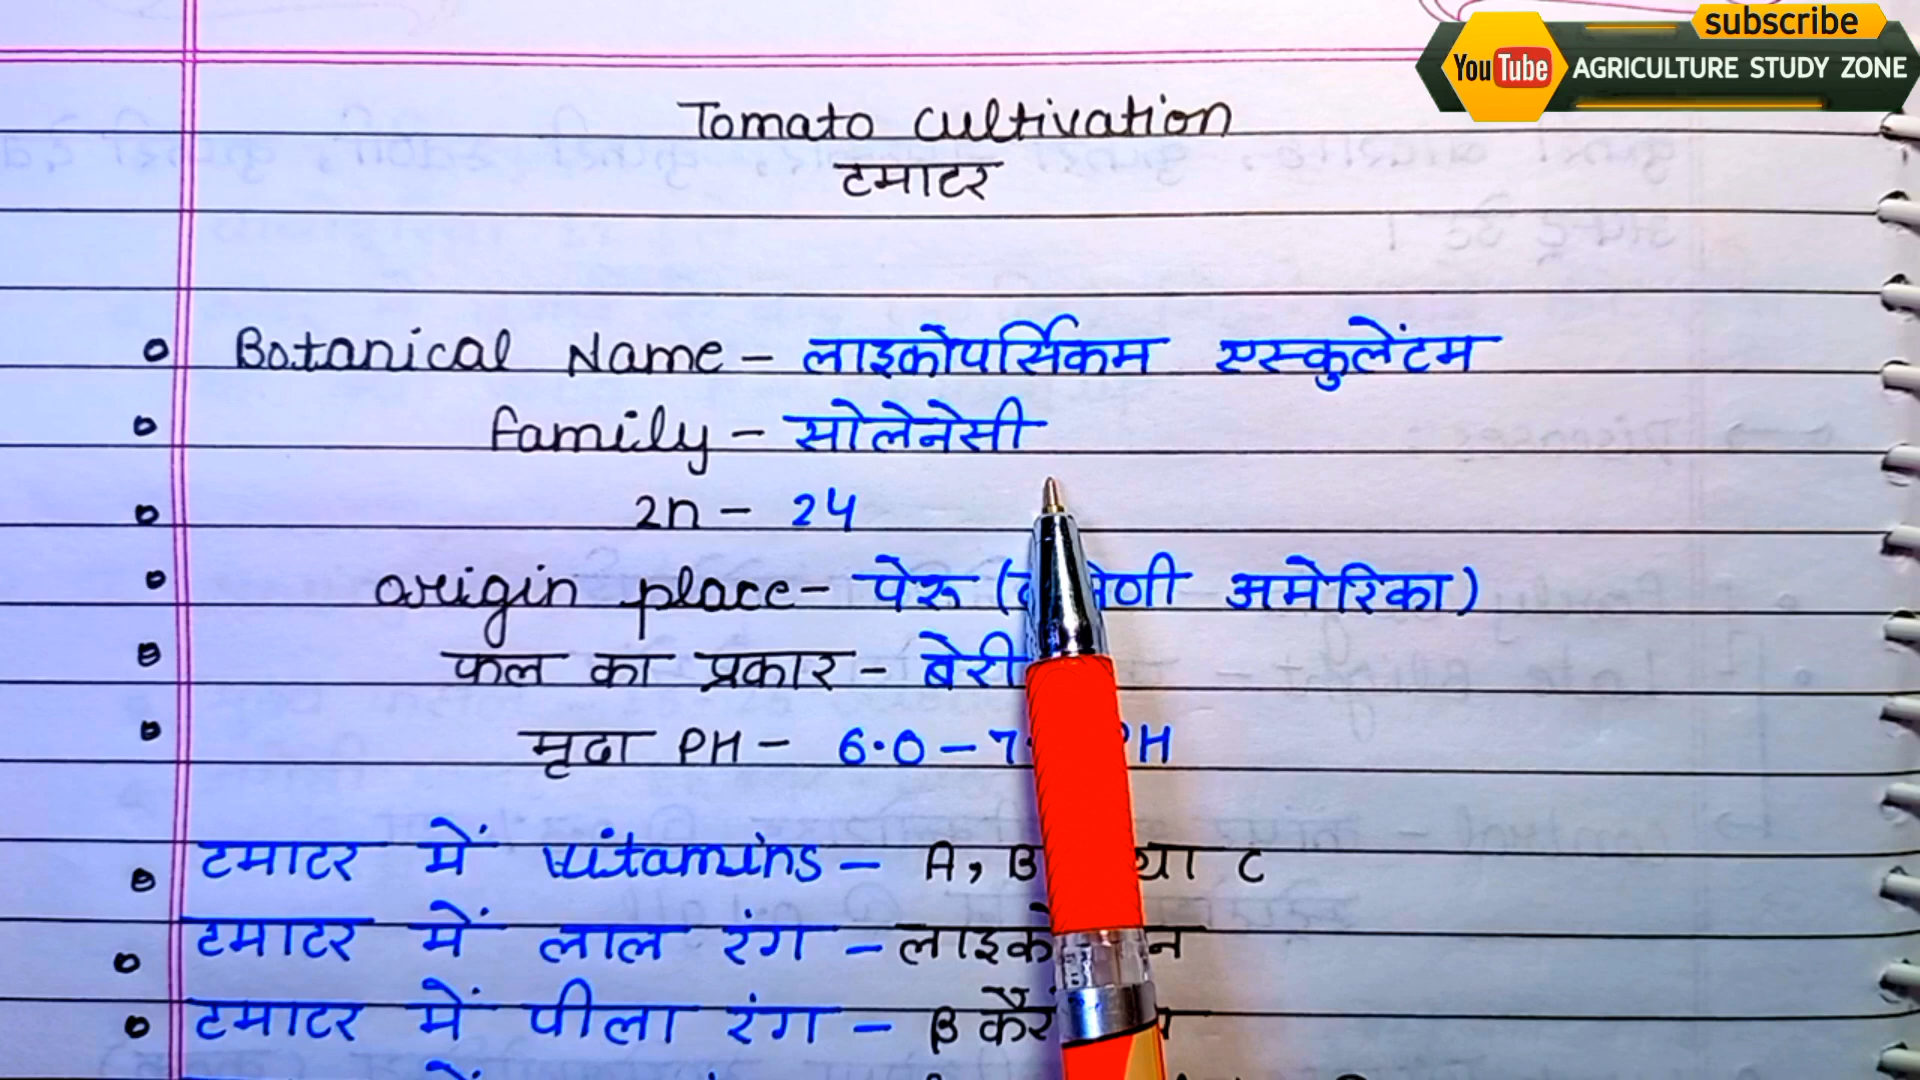 subscribe
YouTube AGRICULTURE STUDY ZONE
Tomato Cultivation
टमाटर
Botanical Name - लाइकोपर्सिकम एस्कुलेंटम
family - सोलेनेसी
2n - 24
origin place - पेरू ( अमेरिका)
फल का प्रकार - बेरी
मृदा PH - 6.0 - 7 PH
टमाटर में vitamins - A, B C
टमाटर में लाल रंग -
टमाटर में पीला रंग - β